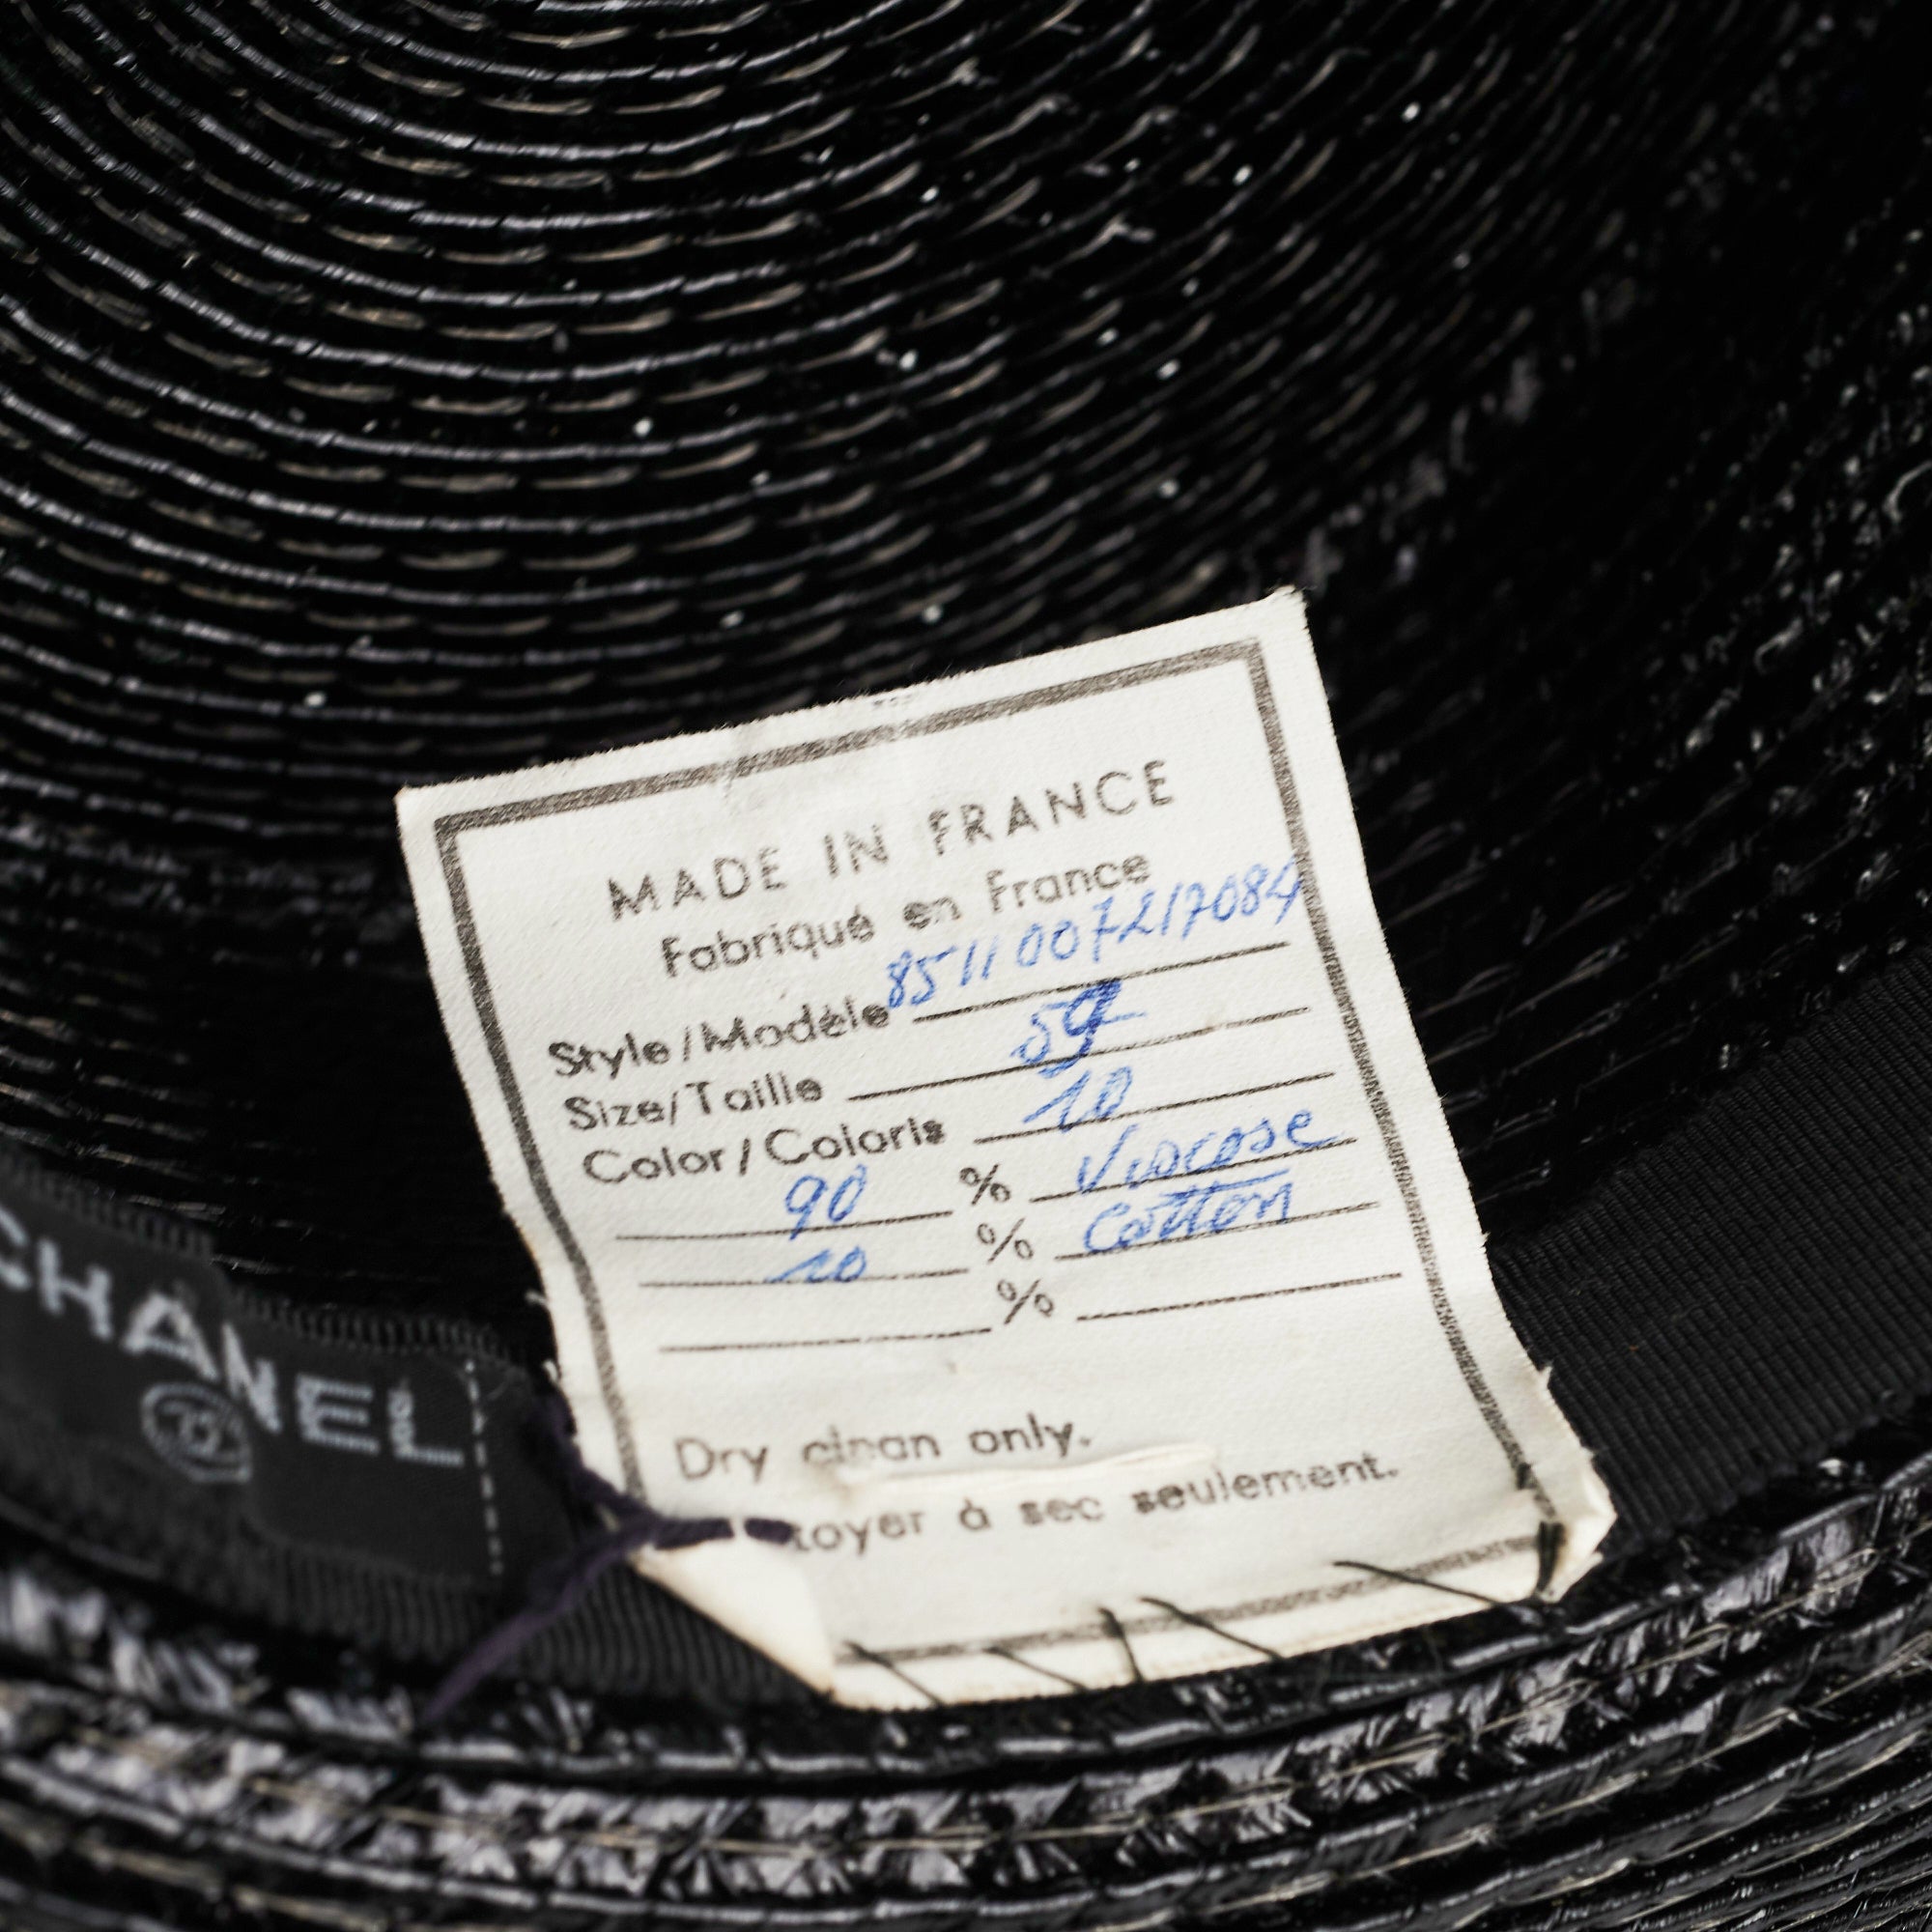 MADE IN FRANCE
Fabriqué en France
Style/Modèle 8511007217084
Size/Taille 59
Color/Coloris 10
90 % Viscose
10 % Cotton
%
Dry clean only.
toyer à sec seulement.
CHANEL